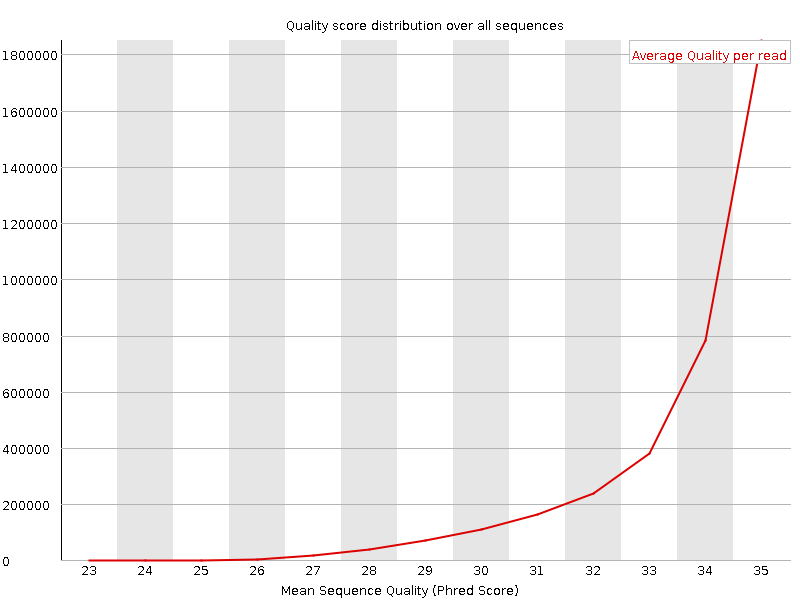 Quality score distribution over all sequences
Average Quality per read
1800000
1600000
1400000
1200000
1000000
800000
600000
400000
200000
0
23 24 25 26 27 28 29 30 31 32 33 34 35
Mean Sequence Quality (Phred Score)